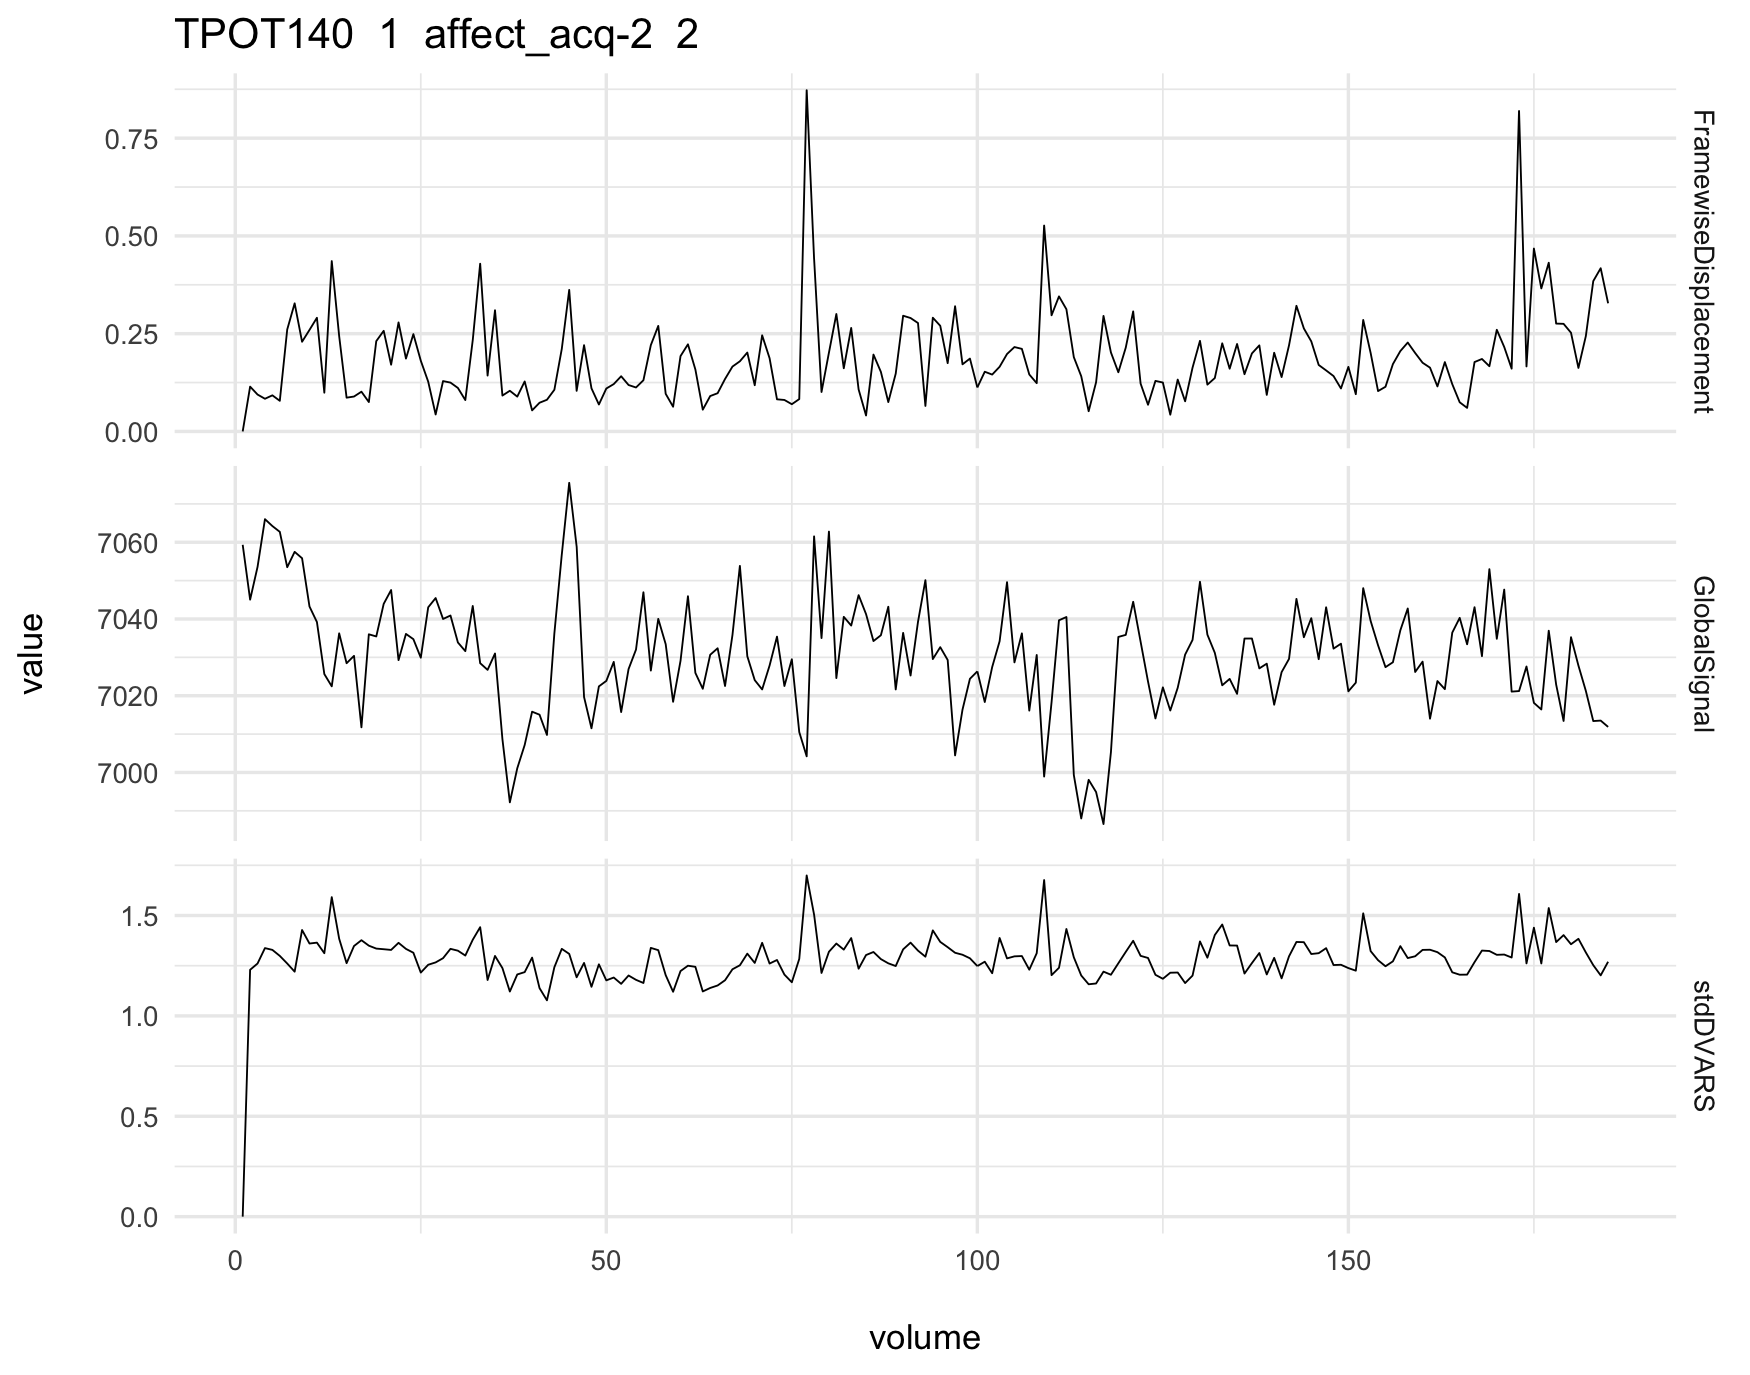 TPOT140 1 affect_acq-2 2
0.75
0.50
0.25
0.00
FramewiseDisplacement
7060
7040
7020
7000
GlobalSignal
1.5
1.0
0.5
0.0
stdDVARS
value
0 50 100 150
volume